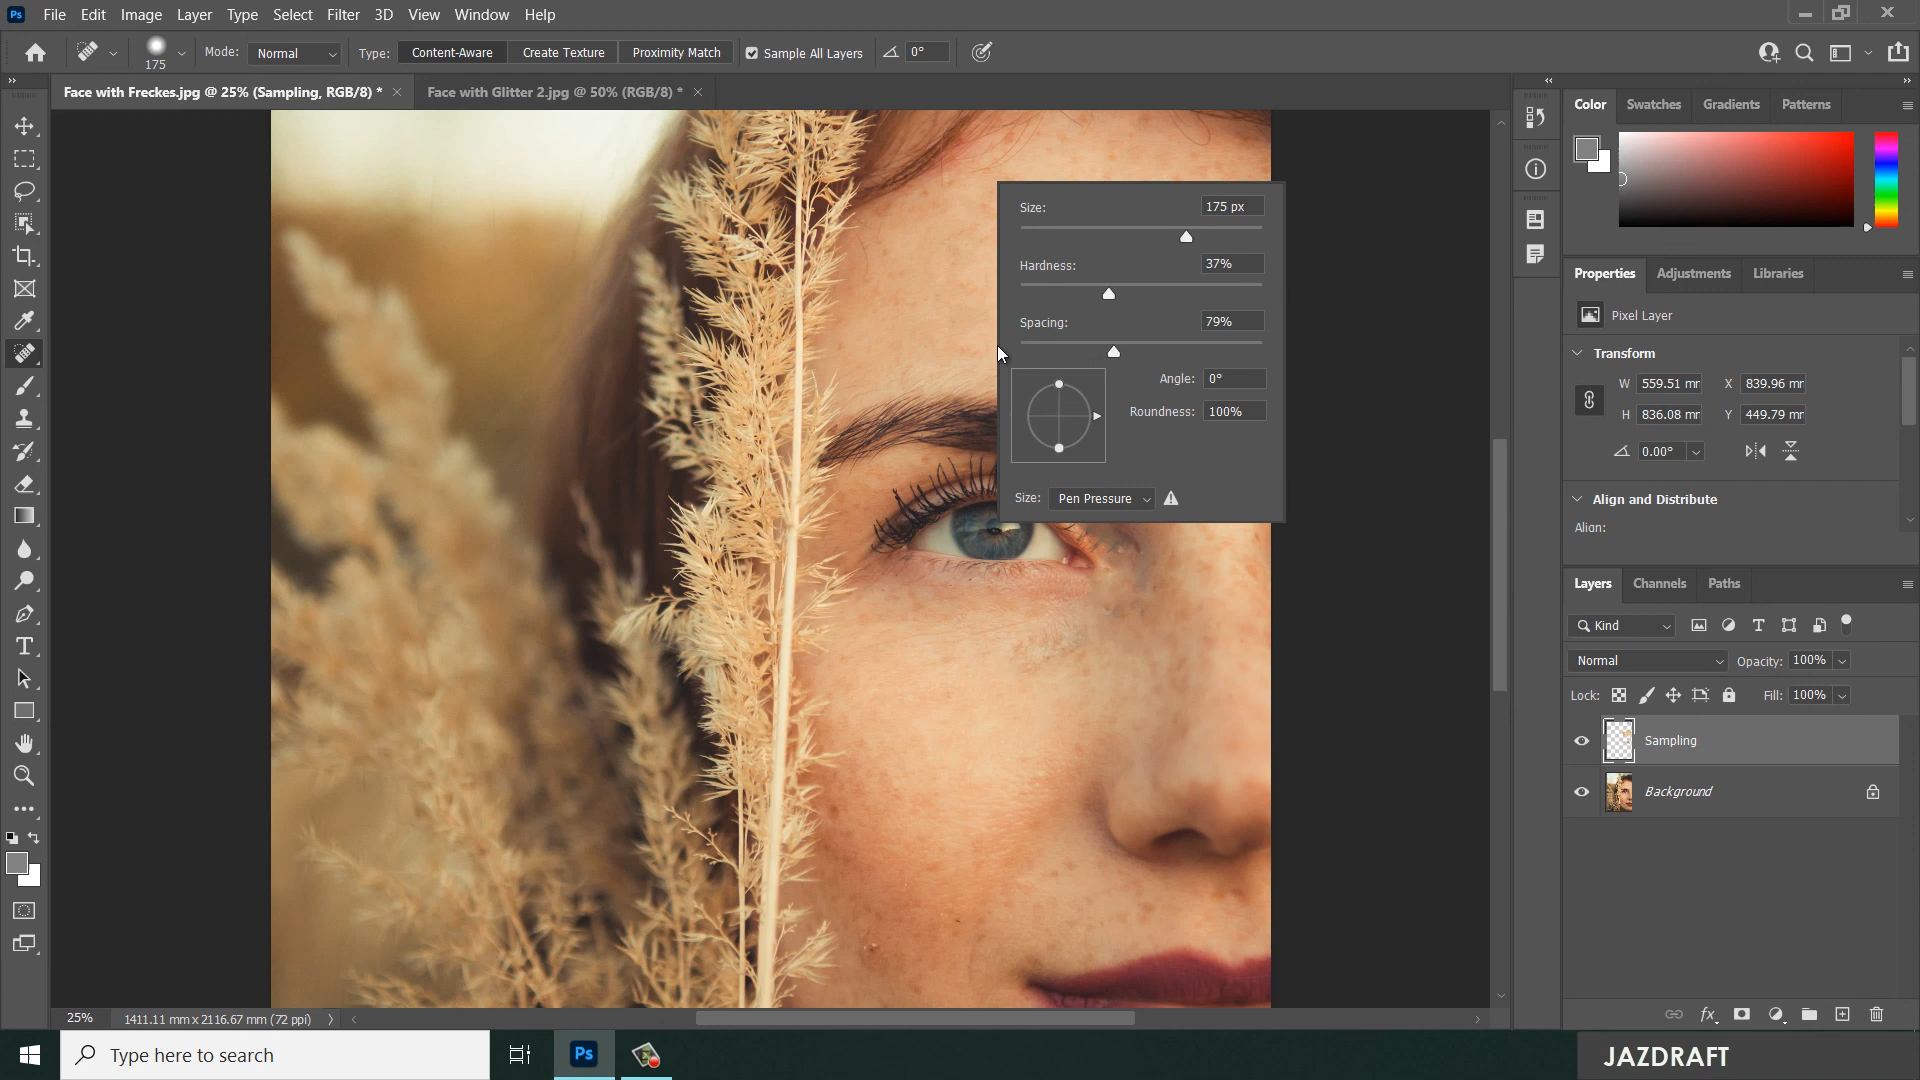 Ps File Edit Image Layer Type Select Filter 3D View Window Help
175 Mode: Normal Type: Content-Aware Create Texture Proximity Match Sample All Layers 0°
Face with Freckes.jpg @ 25% (Sampling, RGB/8) * Face with Glitter 2.jpg @ 50% (RGB/8) *
Color Swatches Gradients Patterns
Size: 175 px
Hardness: 37%
Spacing: 79%
Angle: 0°
Roundness: 100%
Size: Pen Pressure
Properties Adjustments Libraries
Pixel Layer
Transform
W 559.51 mr X 839.96 mr
H 836.08 mr Y 449.79 mr
0.00°
Align and Distribute
Align:
Layers Channels Paths
Kind
Normal Opacity: 100%
Lock: Fill: 100%
Sampling
Background
fx
25% 1411.11 mm x 2116.67 mm (72 ppi)
Type here to search Ps
JAZDRAFT